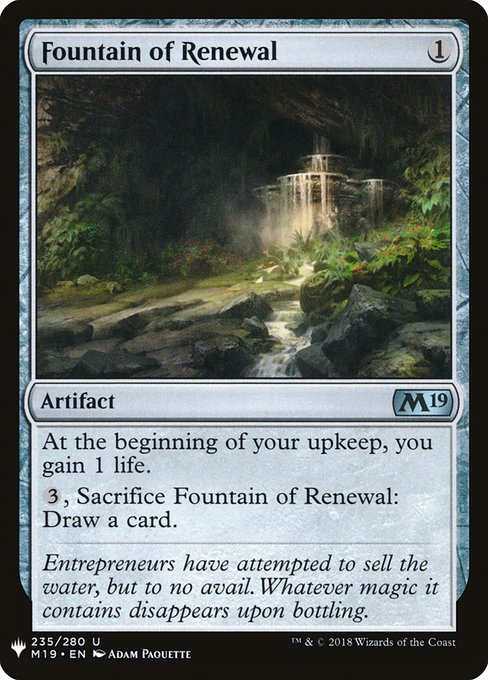 Fountain of Renewal
1
Artifact
M19
At the beginning of your upkeep, you
gain 1 life.
3, Sacrifice Fountain of Renewal:
Draw a card.
Entrepreneurs have attempted to sell the
water, but to no avail. Whatever magic it
contains disappears upon bottling.
235/280 U
M19 • EN Adam Paquette
™ & © 2018 Wizards of the Coast